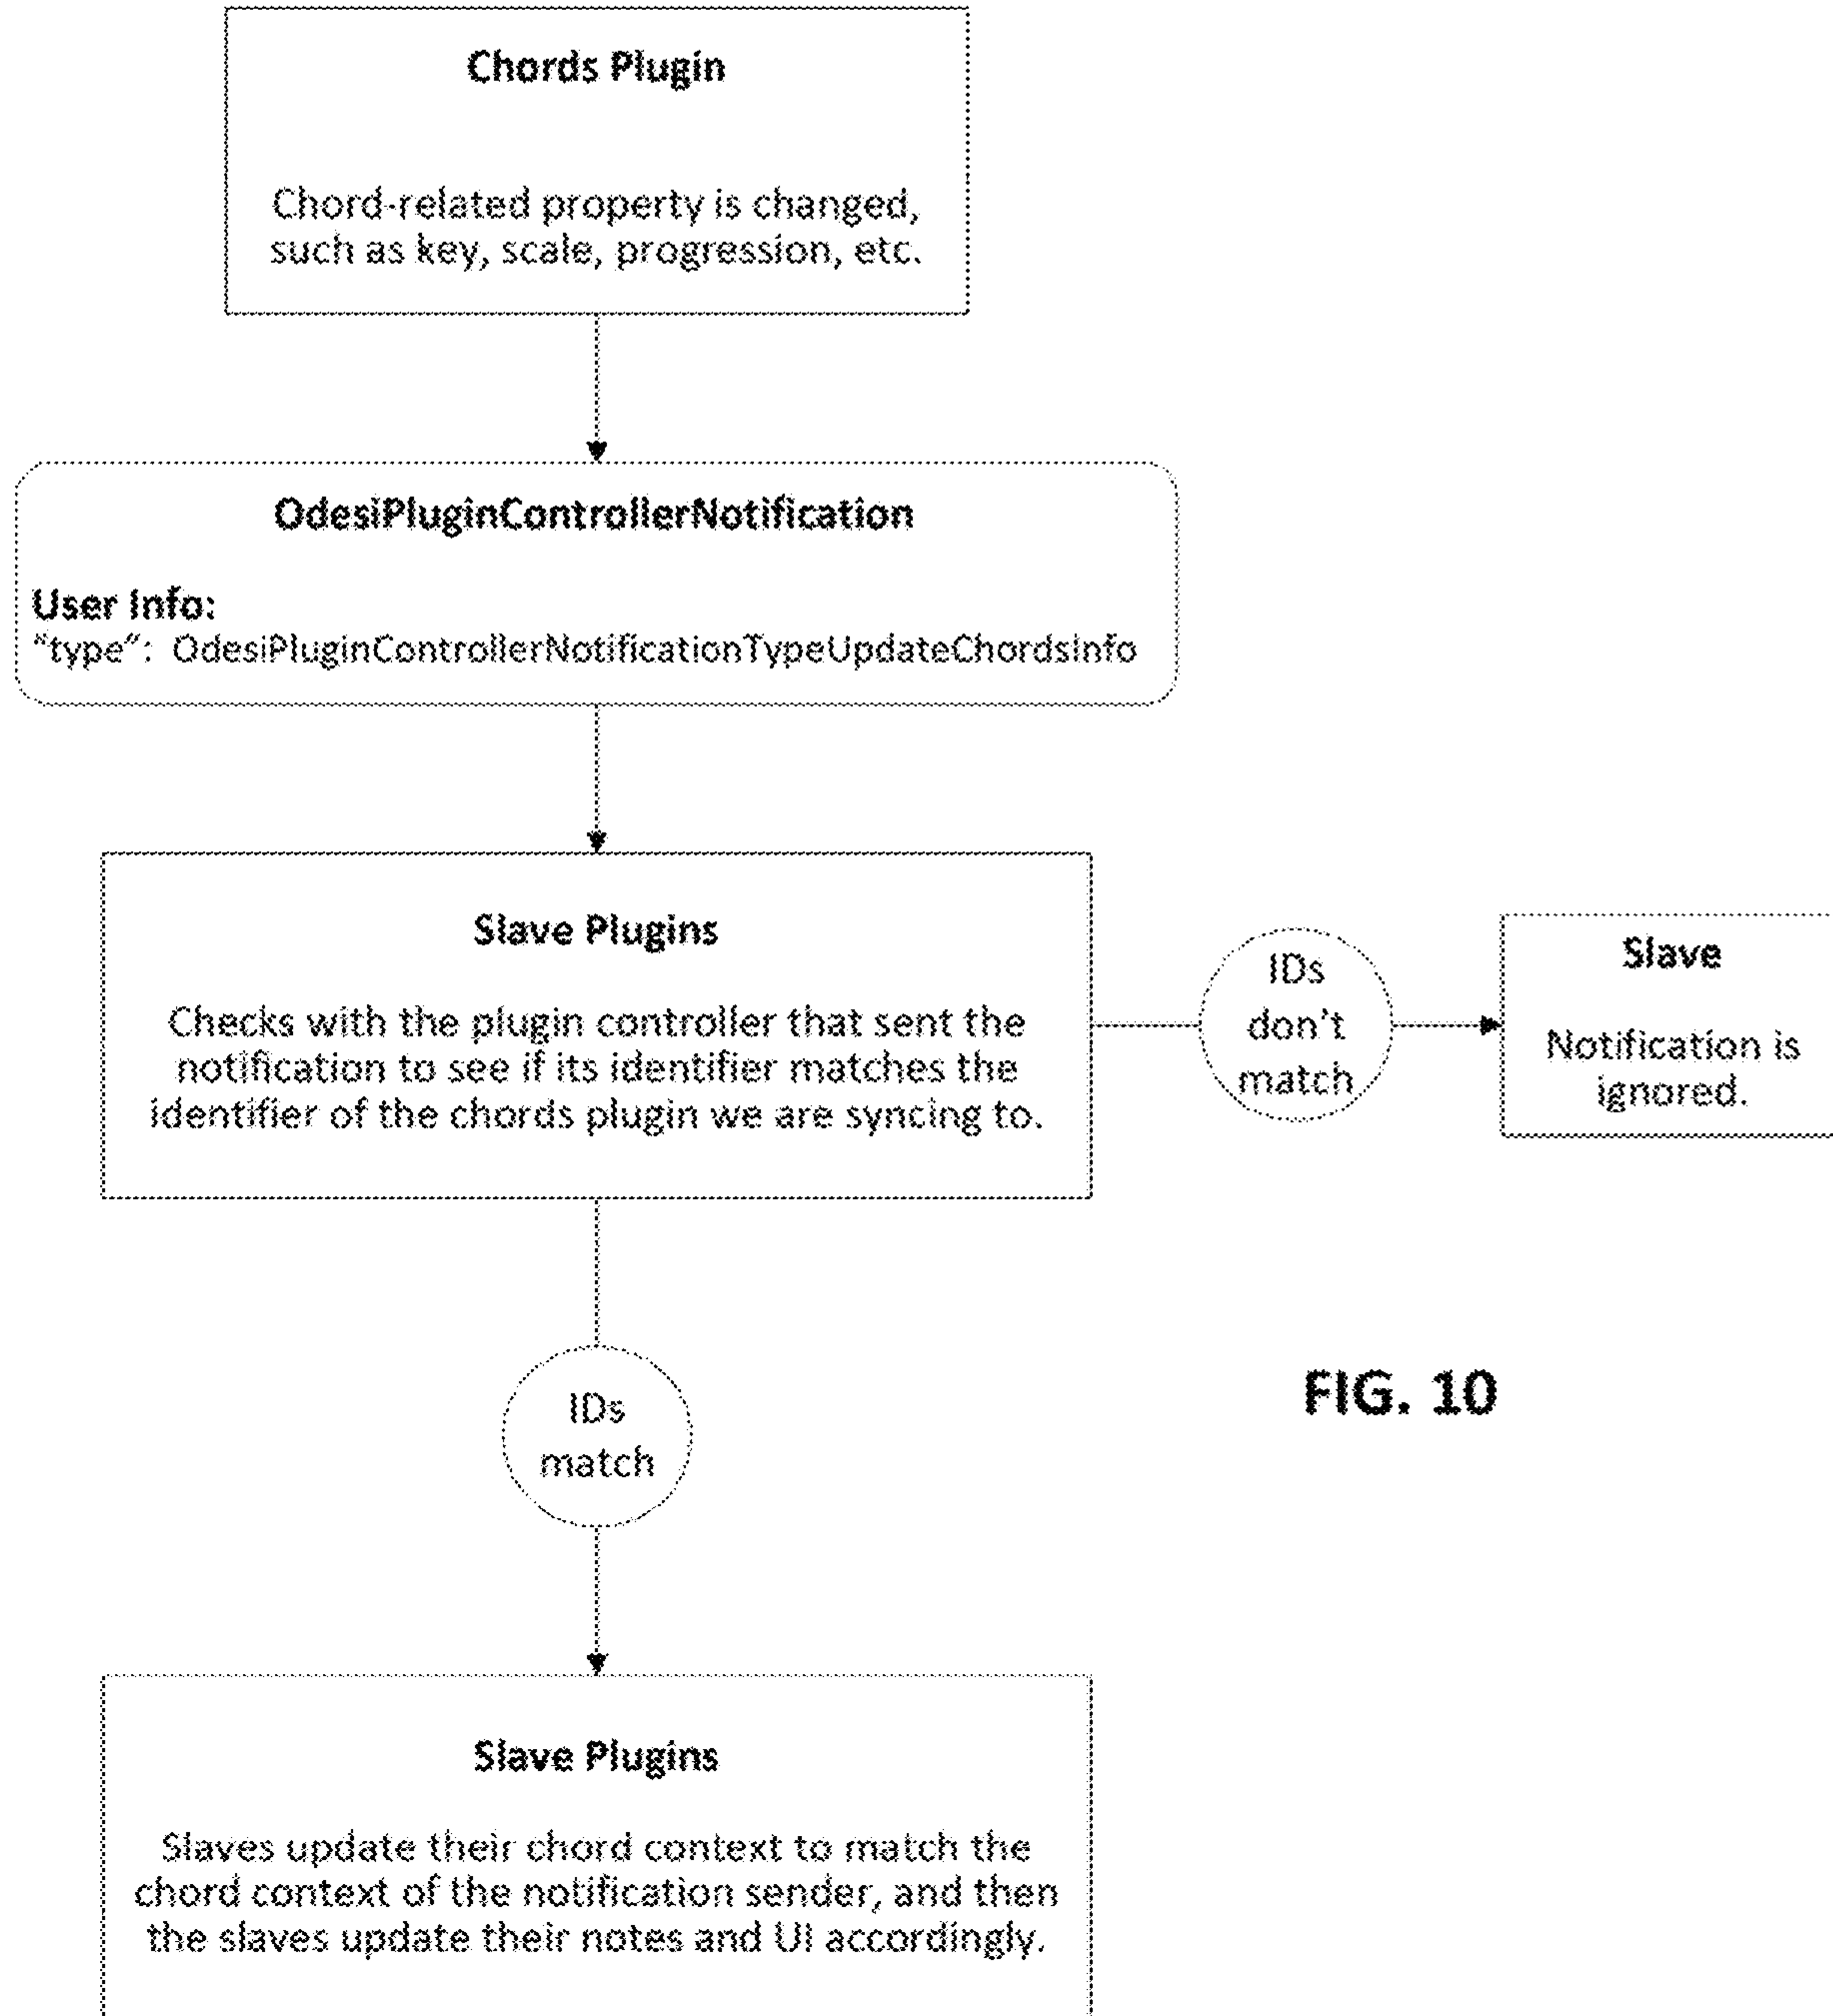 Chords Plugin
Chord-related property is changed,
such as key, scale, progression, etc.
OdesiPluginControllerNotification
User Info:
“type”: OdesiPluginControllerNotificationTypeUpdateChordsInfo
Slave Plugins
Checks with the plugin controller that sent the
notification to see if its identifier matches the
identifier of the chords plugin we are syncing to.
IDs
don’t
match
Slave
Notification is
ignored.
IDs
match
FIG. 10
Slave Plugins
Slaves update their chord context to match the
chord context of the notification sender, and then
the slaves update their notes and UI accordingly.